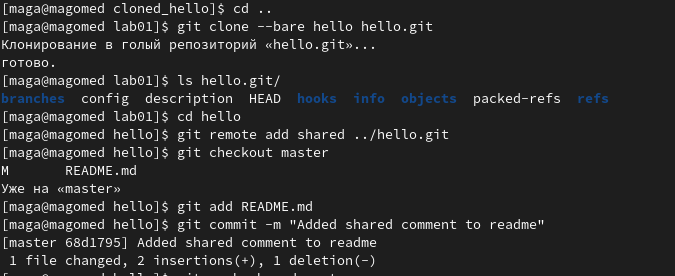 [maga@magomed cloned_hello]$ cd ..
[maga@magomed lab01]$ git clone --bare hello hello.git
Клонирование в голый репозиторий «hello.git»...
готово.
[maga@magomed lab01]$ ls hello.git/
branches  config  description  HEAD  hooks  info  objects  packed-refs  refs
[maga@magomed lab01]$ cd hello
[maga@magomed hello]$ git remote add shared ../hello.git
[maga@magomed hello]$ git checkout master
M       README.md
Уже на «master»
[maga@magomed hello]$ git add README.md
[maga@magomed hello]$ git commit -m "Added shared comment to readme"
[master 68d1795] Added shared comment to readme
 1 file changed, 2 insertions(+), 1 deletion(-)